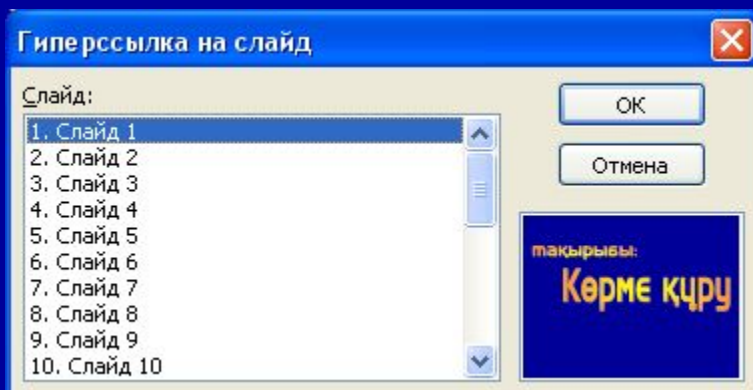 Гиперссылка на слайд
Слайд:
1. Слайд 1
2. Слайд 2
3. Слайд 3
4. Слайд 4
5. Слайд 5
6. Слайд 6
7. Слайд 7
8. Слайд 8
9. Слайд 9
10. Слайд 10
ОК
Отмена
тақырыбы:
Көрме құру